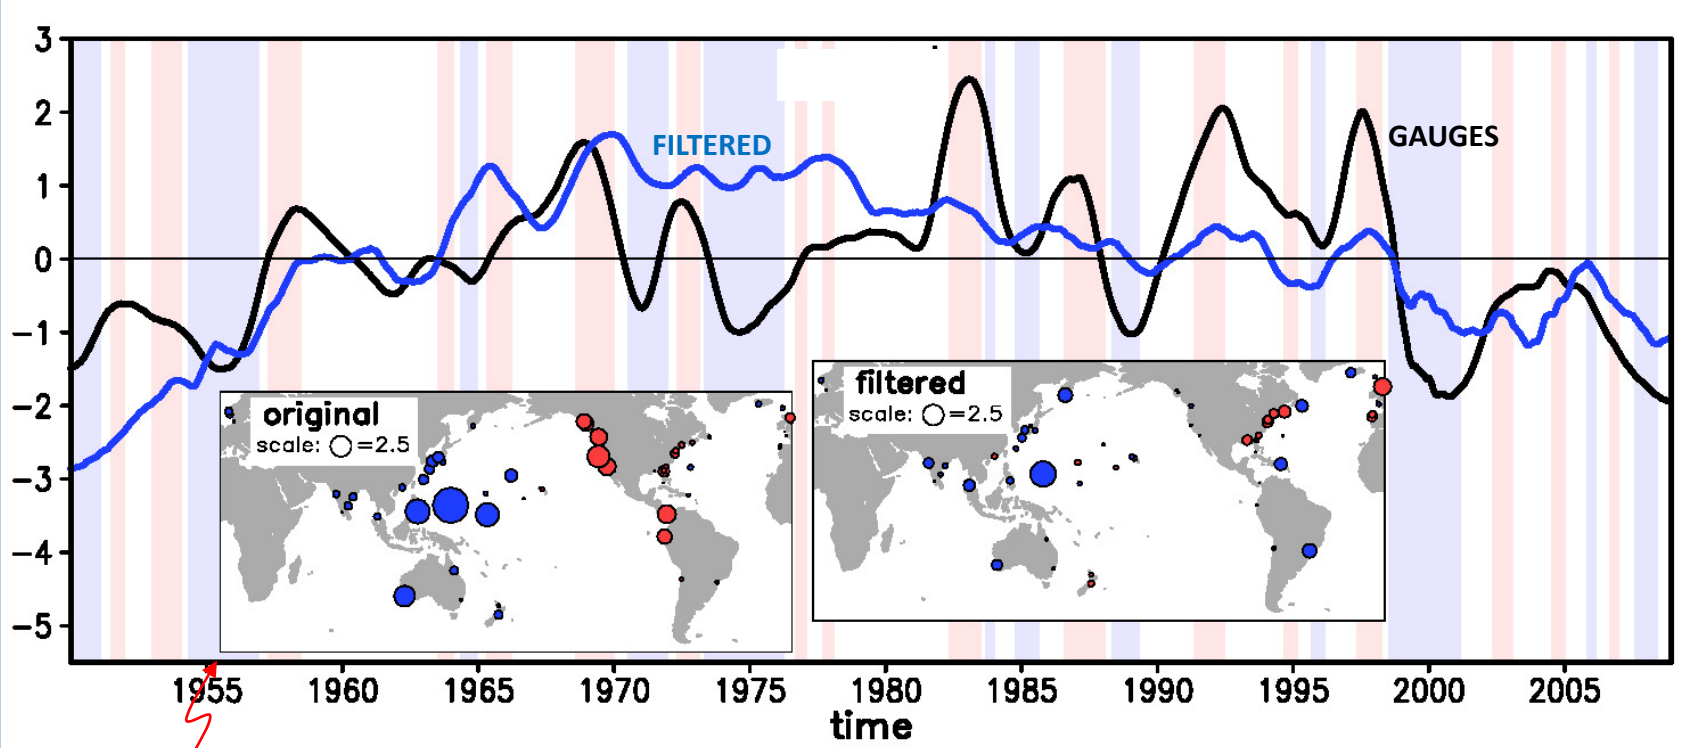 3
2
1
0
−1
−2
−3
−4
−5
FILTERED
GAUGES
original
scale: ○=2.5
filtered
scale: ○=2.5
1955 1960 1965 1970 1975 1980 1985 1990 1995 2000 2005
time